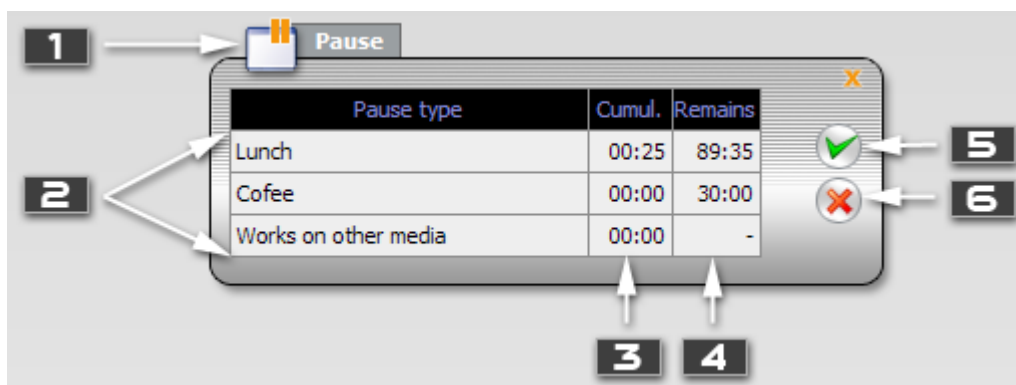 1
Pause
x
Pause type Cumul. Remains
Lunch 00:25 89:35
Cofee 00:00 30:00
Works on other media 00:00 -
2
3
4
5
6